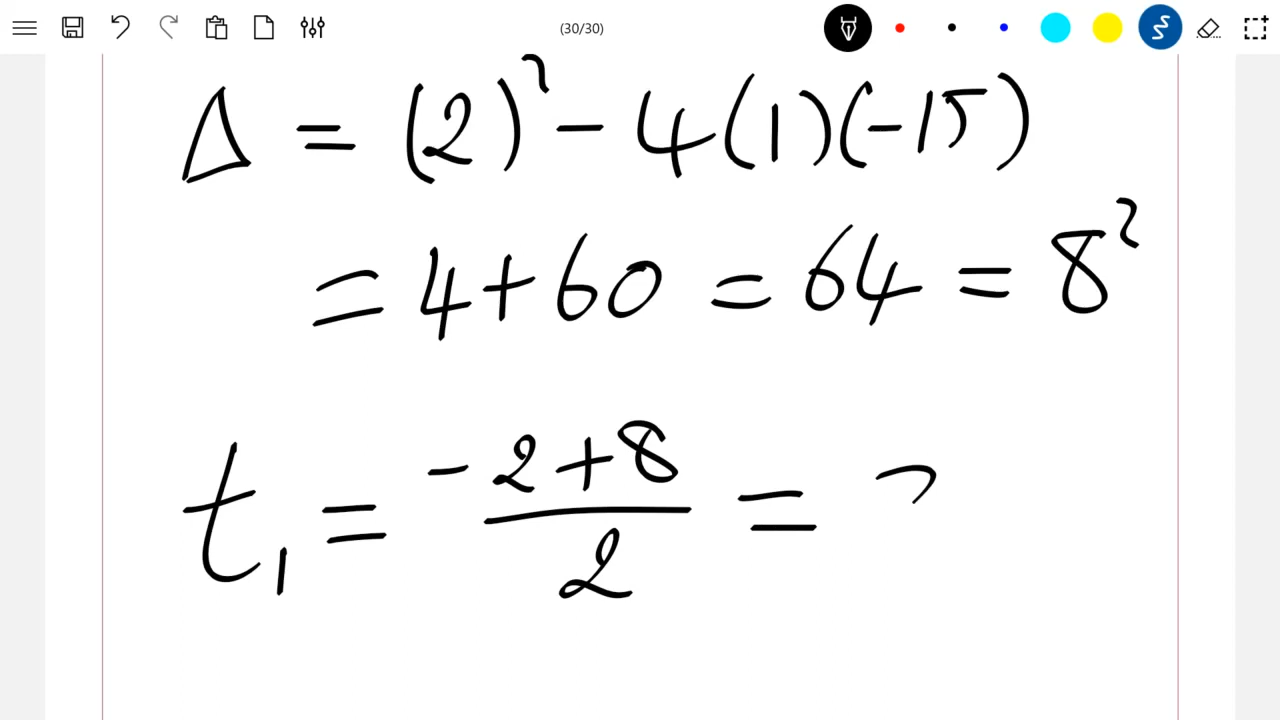 (30/30)
Δ = (2)² - 4(1)(-15)
= 4 + 60 = 64 = 8²
t₁ = (-2+8)/2 =